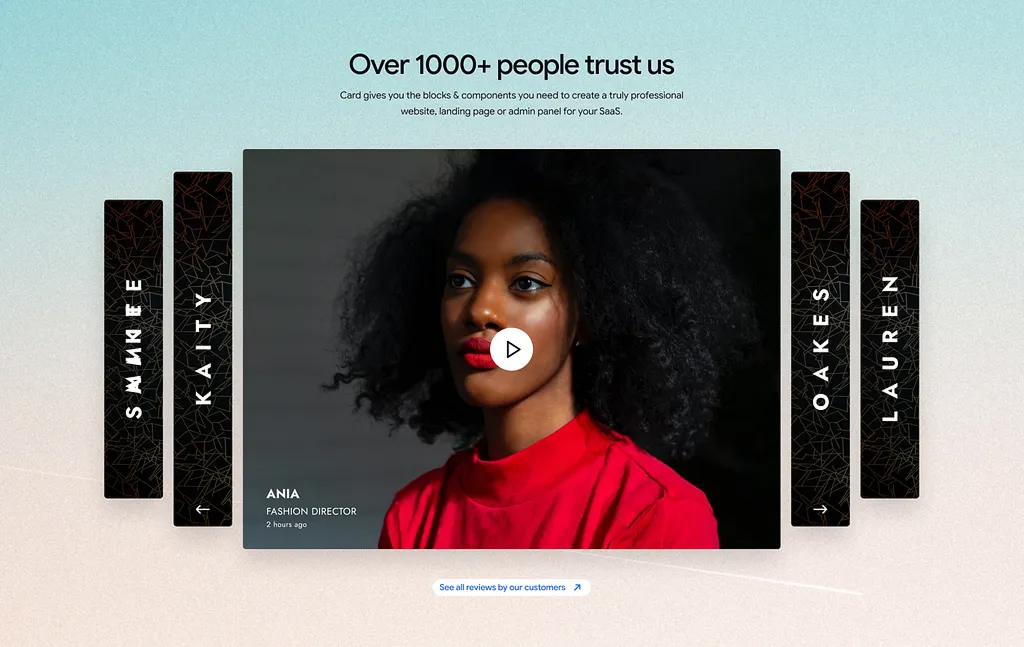 Over 1000+ people trust us
Card gives you the blocks & components you need to create a truly professional
website, landing page or admin panel for your SaaS.
KAITY
OAKES
LAUREN
ANIA
FASHION DIRECTOR
2 hours ago
See all reviews by our customers